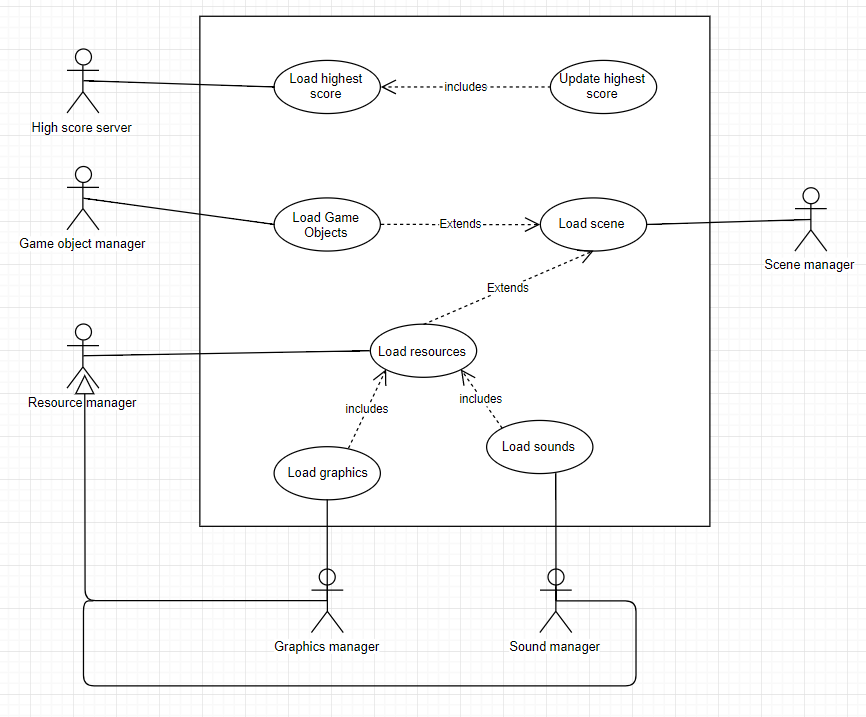 Load highest
score
includes
Update highest
score
High score server
Game object manager
Load Game
Objects
Extends
Load scene
Scene manager
Extends
Resource manager
Load resources
includes
includes
Load graphics
Load sounds
Graphics manager
Sound manager